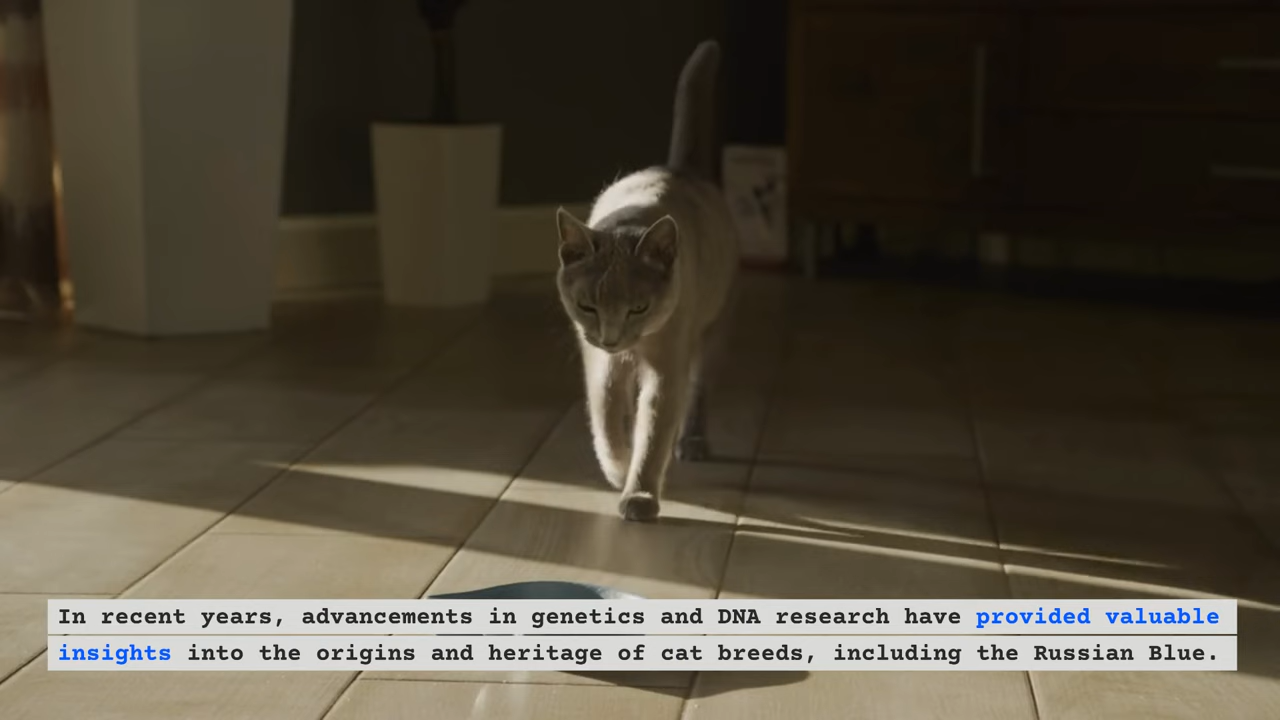 In recent years, advancements in genetics and DNA research have provided valuable
insights into the origins and heritage of cat breeds, including the Russian Blue.